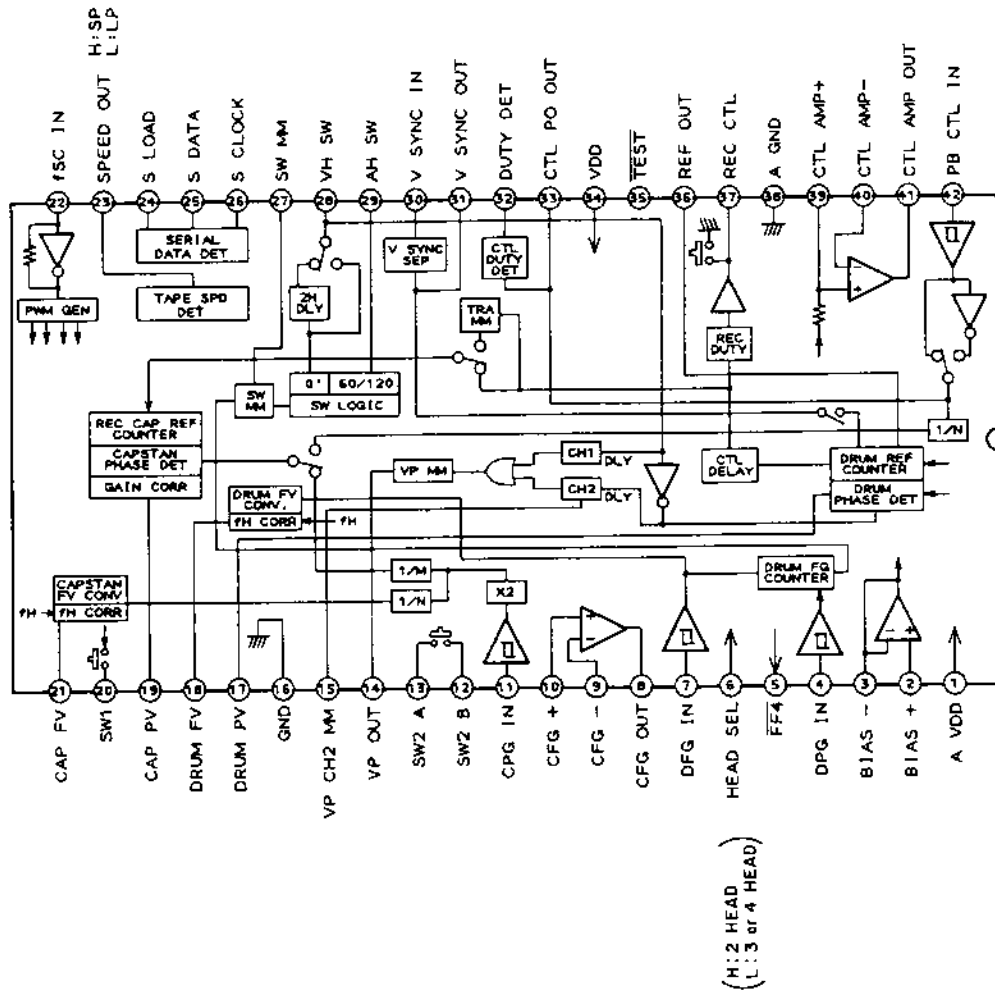 H:SP
L:LP
fSC IN
SPEED OUT
S LOAD
S DATA
S CLOCK
SW MM
VH SW
AH SW
V SYNC IN
V SYNC OUT
DUTY DET
CTL PO OUT
VDD
TEST
REF OUT
REC CTL
A GND
CTL AMP+
CTL AMP-
CTL AMP OUT
PB CTL IN
22
23
24
25
26
27
28
29
30
31
32
33
34
35
36
37
38
39
40
41
42
PWM GEN
SERIAL
DATA DET
TAPE SPD
DET
2H
DLY
V SYNC
SEP
CTL
DUTY
DET
TRA
MM
REC
DUTY
SW
MM
0° 60/120
SW LOGIC
REC CAP REF
COUNTER
CAPSTAN
PHASE DET
GAIN CORR
1/N
VP MM
CH1
DLY
CH2
DLY
CTL
DELAY
DRUM REF
COUNTER
DRUM
PHASE DET
DRUM FV
CONV.
fH CORR
fH
CAPSTAN
FV CONV
fH CORR
fH
1/M
1/N
X2
DRUM FG
COUNTER
21
20
19
18
17
16
15
14
13
12
11
10
9
8
7
6
5
4
3
2
1
CAP FV
SW1
CAP PV
DRUM FV
DRUM PV
GND
VP CH2 MM
VP OUT
SW2 A
SW2 B
CPG IN
CFG +
CFG -
CFG OUT
DFG IN
HEAD SEL
FF4
DPG IN
BIAS -
BIAS +
A VDD
(H:2 HEAD
L:3 or 4 HEAD)